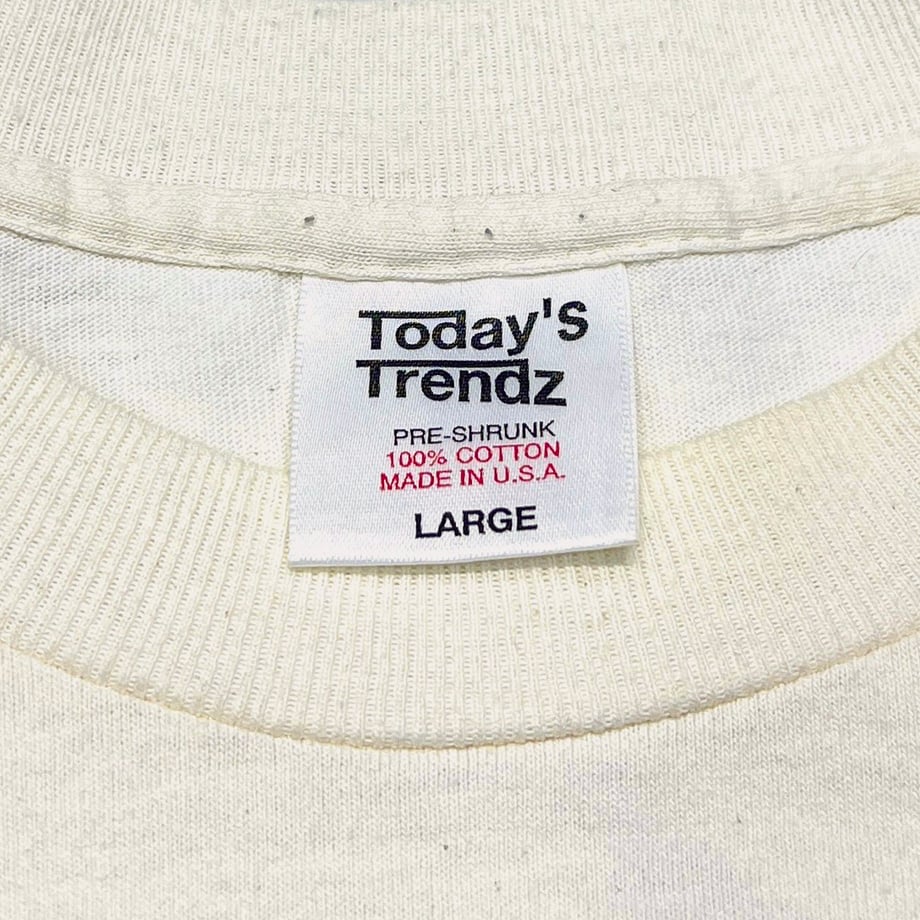 Today's
Trendz
PRE-SHRUNK
100% COTTON
MADE IN U.S.A.
LARGE